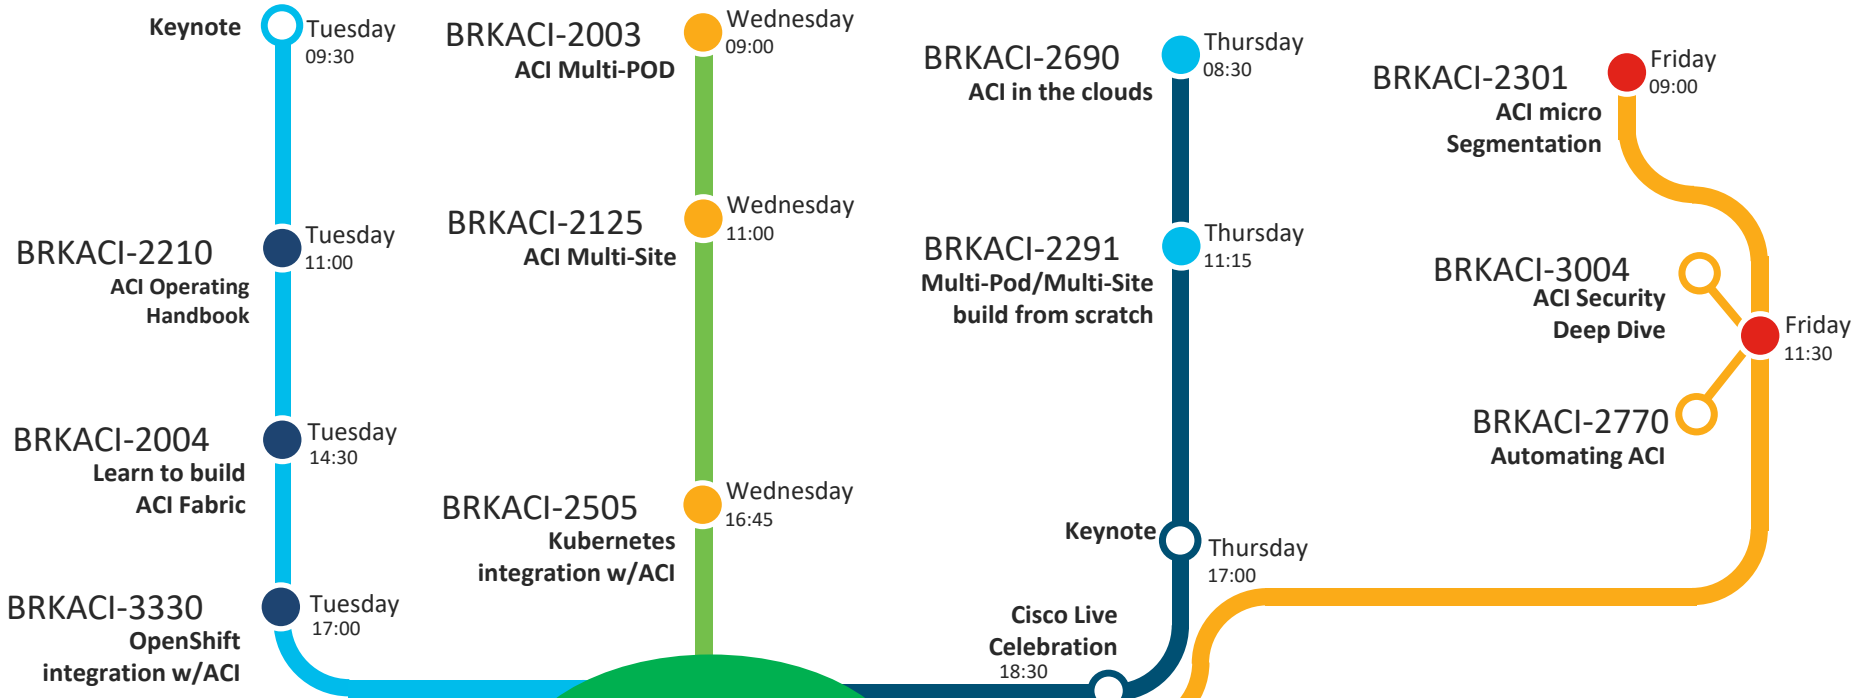 Keynote
Tuesday
09:30
BRKACI-2210
ACI Operating
Handbook
Tuesday
11:00
BRKACI-2004
Learn to build
ACI Fabric
Tuesday
14:30
BRKACI-3330
OpenShift
integration w/ACI
Tuesday
17:00
BRKACI-2003
ACI Multi-POD
Wednesday
09:00
BRKACI-2125
ACI Multi-Site
Wednesday
11:00
BRKACI-2505
Kubernetes
integration w/ACI
Wednesday
16:45
BRKACI-2690
ACI in the clouds
Thursday
08:30
BRKACI-2291
Multi-Pod/Multi-Site
build from scratch
Thursday
11:15
Keynote
Thursday
17:00
Cisco Live
Celebration
18:30
BRKACI-2301
ACI micro
Segmentation
Friday
09:00
BRKACI-3004
ACI Security
Deep Dive
Friday
11:30
BRKACI-2770
Automating ACI